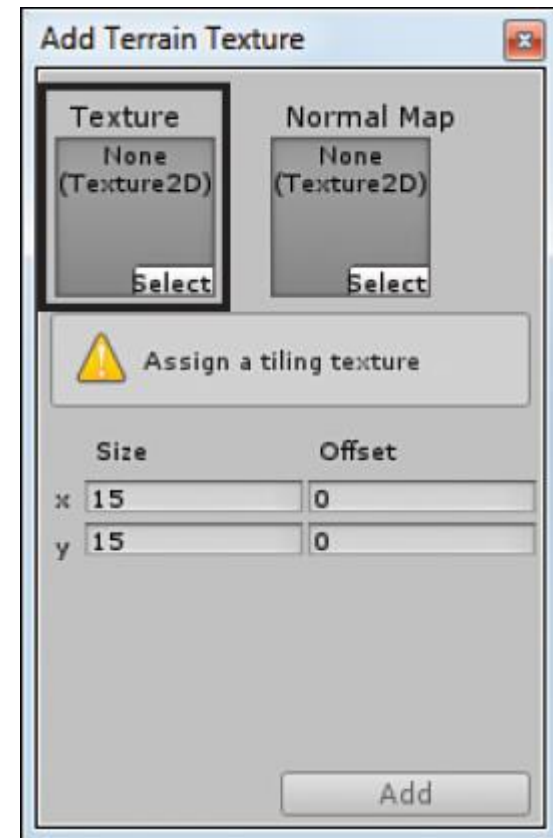 Add Terrain Texture
Texture Normal Map
None None
(Texture2D) (Texture2D)
Select Select
Assign a tiling texture
Size Offset
x 15 0
y 15 0
Add